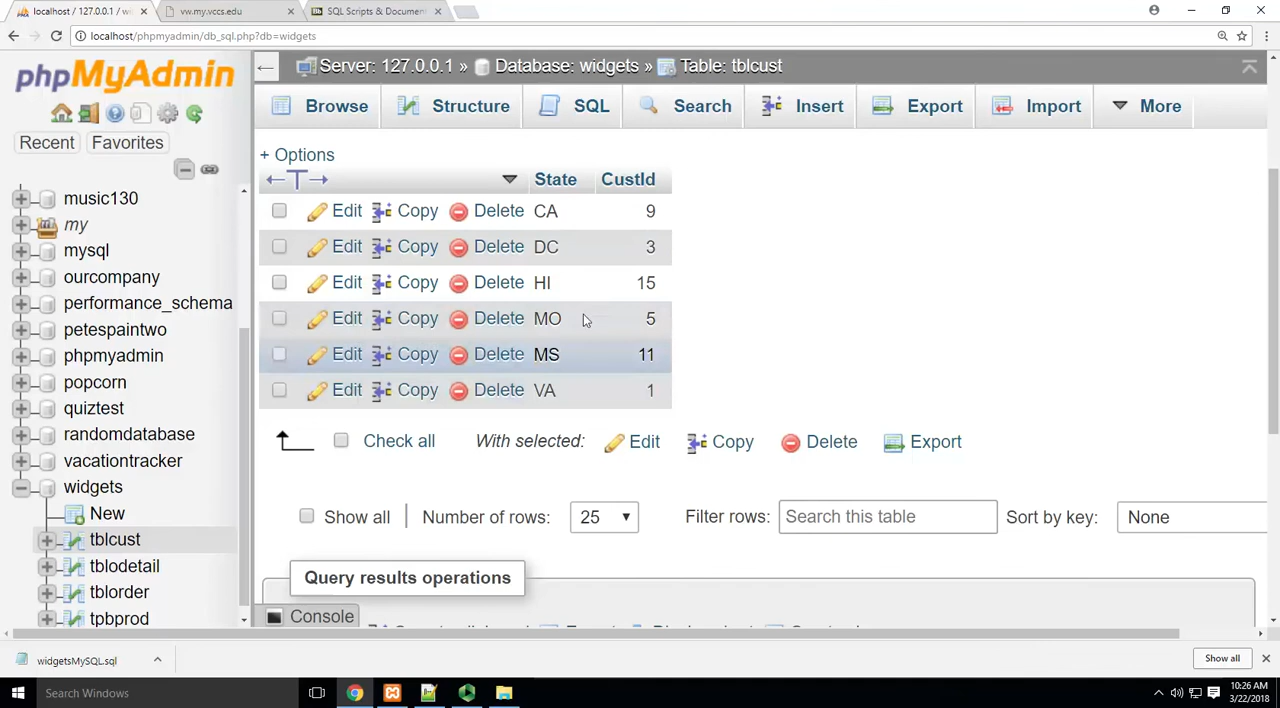 localhost / 127.0.0.1 / wi
vw.my.vccs.edu
SQL Scripts & Documen
localhost/phpmyadmin/db_sql.php?db=widgets
phpMyAdmin
Recent
Favorites
music130
my
mysql
ourcompany
performance_schema
petespaintwo
phpmyadmin
popcorn
quiztest
randomdatabase
vacationtracker
widgets
New
tblcust
tblodetail
tblorder
tpbprod
Server: 127.0.0.1 » Database: widgets » Table: tblcust
Browse Structure SQL Search Insert Export Import More
+ Options
State CustId
Edit Copy Delete CA 9
Edit Copy Delete DC 3
Edit Copy Delete HI 15
Edit Copy Delete MO 5
Edit Copy Delete MS 11
Edit Copy Delete VA 1
Check all With selected: Edit Copy Delete Export
Show all Number of rows: 25 Filter rows: Search this table Sort by key: None
Query results operations
Console
widgetsMySQL.sql
Show all
Search Windows
10:26 AM
3/22/2018